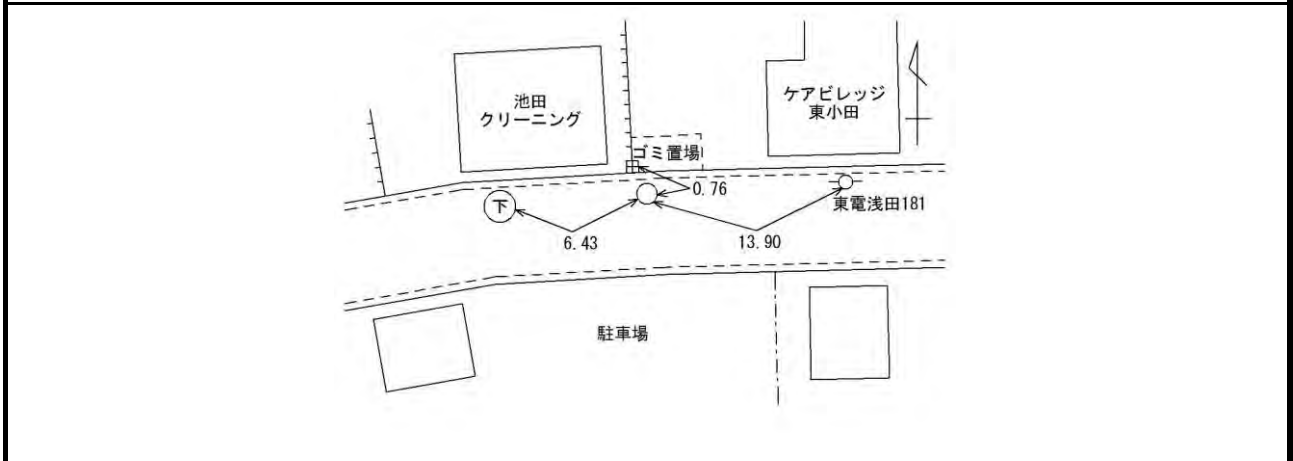 池田
クリーニング
ケアビレッジ
東小田
ゴミ置場
0.76
下
東電浅田181
6.43
13.90
駐車場